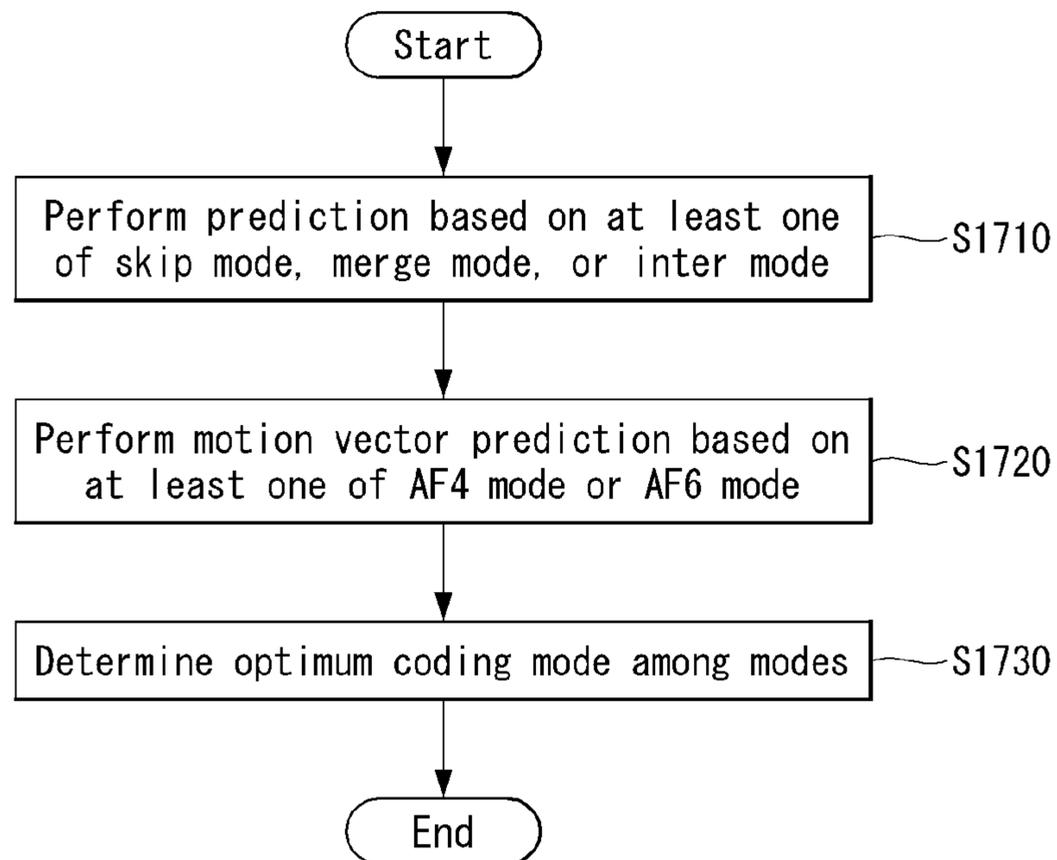 Start
Perform prediction based on at least one
of skip mode, merge mode, or inter mode
S1710
Perform motion vector prediction based on
at least one of AF4 mode or AF6 mode
S1720
Determine optimum coding mode among modes
S1730
End